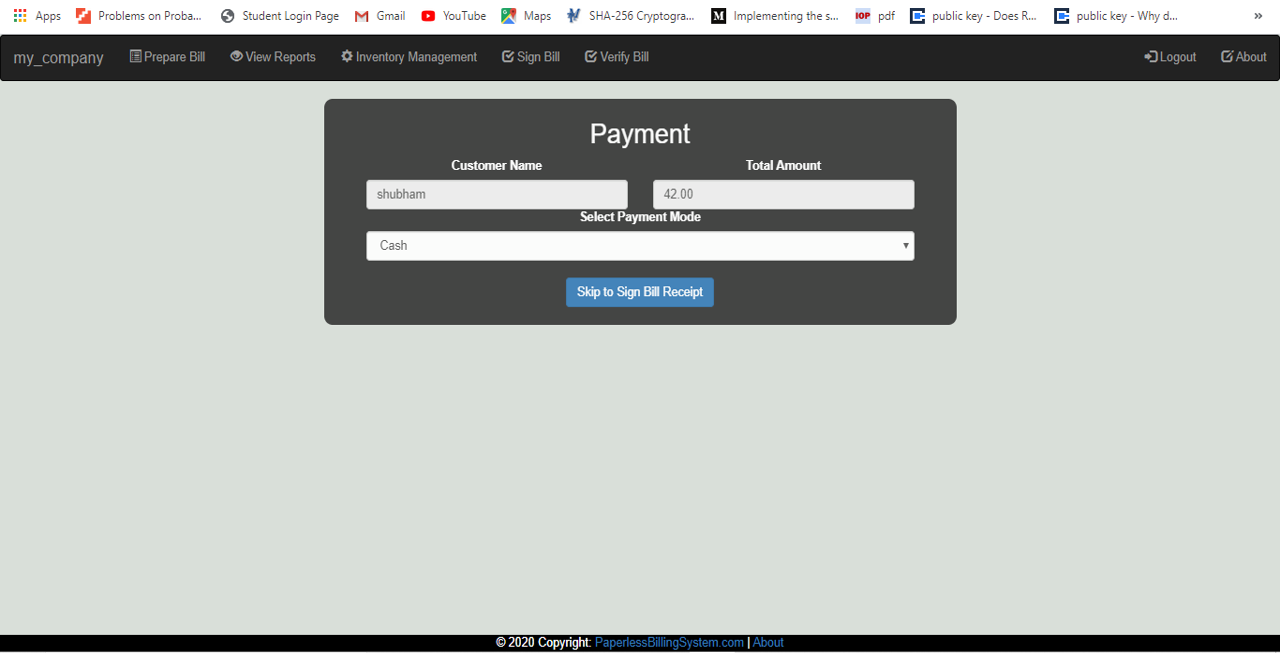 Apps Problems on Proba... Student Login Page Gmail YouTube Maps SHA-256 Cryptogra... M Implementing the s... IOP pdf public key - Does R... public key - Why d... »
my_company Prepare Bill View Reports Inventory Management Sign Bill Verify Bill Logout About
Payment
Customer Name Total Amount
shubham 42.00
Select Payment Mode
Cash
Skip to Sign Bill Receipt
© 2020 Copyright: PaperlessBillingSystem.com | About